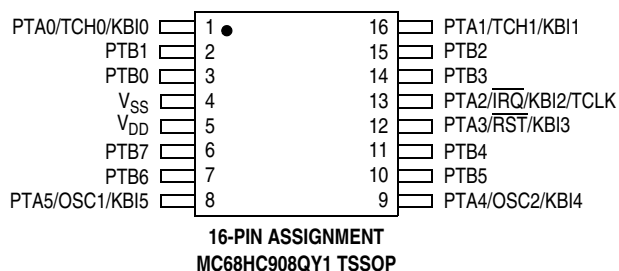 PTA0/TCH0/KBI0 1 16 PTA1/TCH1/KBI1
PTB1 2 15 PTB2
PTB0 3 14 PTB3
VSS 4 13 PTA2/IRQ/KBI2/TCLK
VDD 5 12 PTA3/RST/KBI3
PTB7 6 11 PTB4
PTB6 7 10 PTB5
PTA5/OSC1/KBI5 8 9 PTA4/OSC2/KBI4
16-PIN ASSIGNMENT
MC68HC908QY1 TSSOP